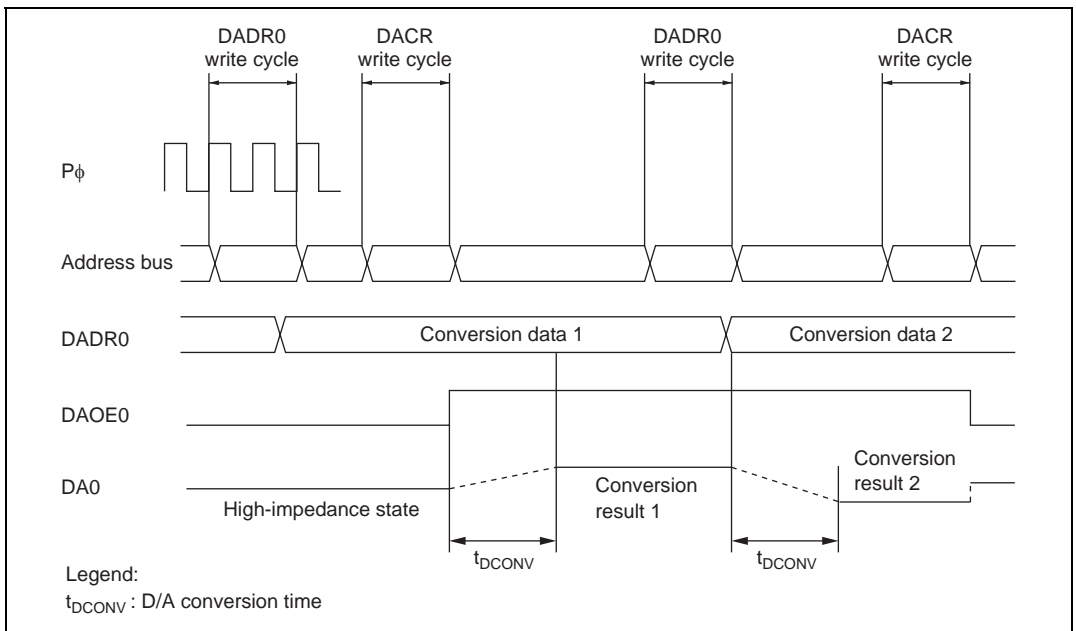 DADR0
write cycle
DACR
write cycle
DADR0
write cycle
DACR
write cycle
Pϕ
Address bus
DADR0
Conversion data 1
Conversion data 2
DAOE0
DA0
High-impedance state
Conversion
result 1
Conversion
result 2
tDCONV
tDCONV
Legend:
tDCONV : D/A conversion time